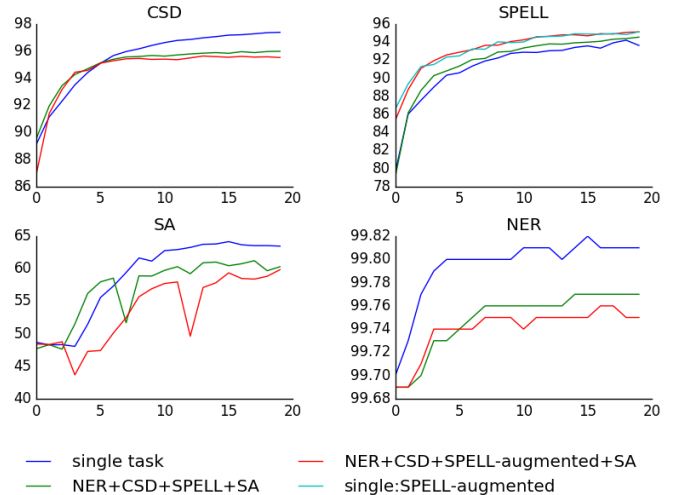 CSD
98
96
94
92
90
88
86
0 5 10 15 20
SPELL
96
94
92
90
88
86
84
82
80
78
0 5 10 15 20
SA
65
60
55
50
45
40
0 5 10 15 20
NER
99.82
99.80
99.78
99.76
99.74
99.72
99.70
99.68
0 5 10 15 20
single task
NER+CSD+SPELL+SA
NER+CSD+SPELL-augmented+SA
single:SPELL-augmented